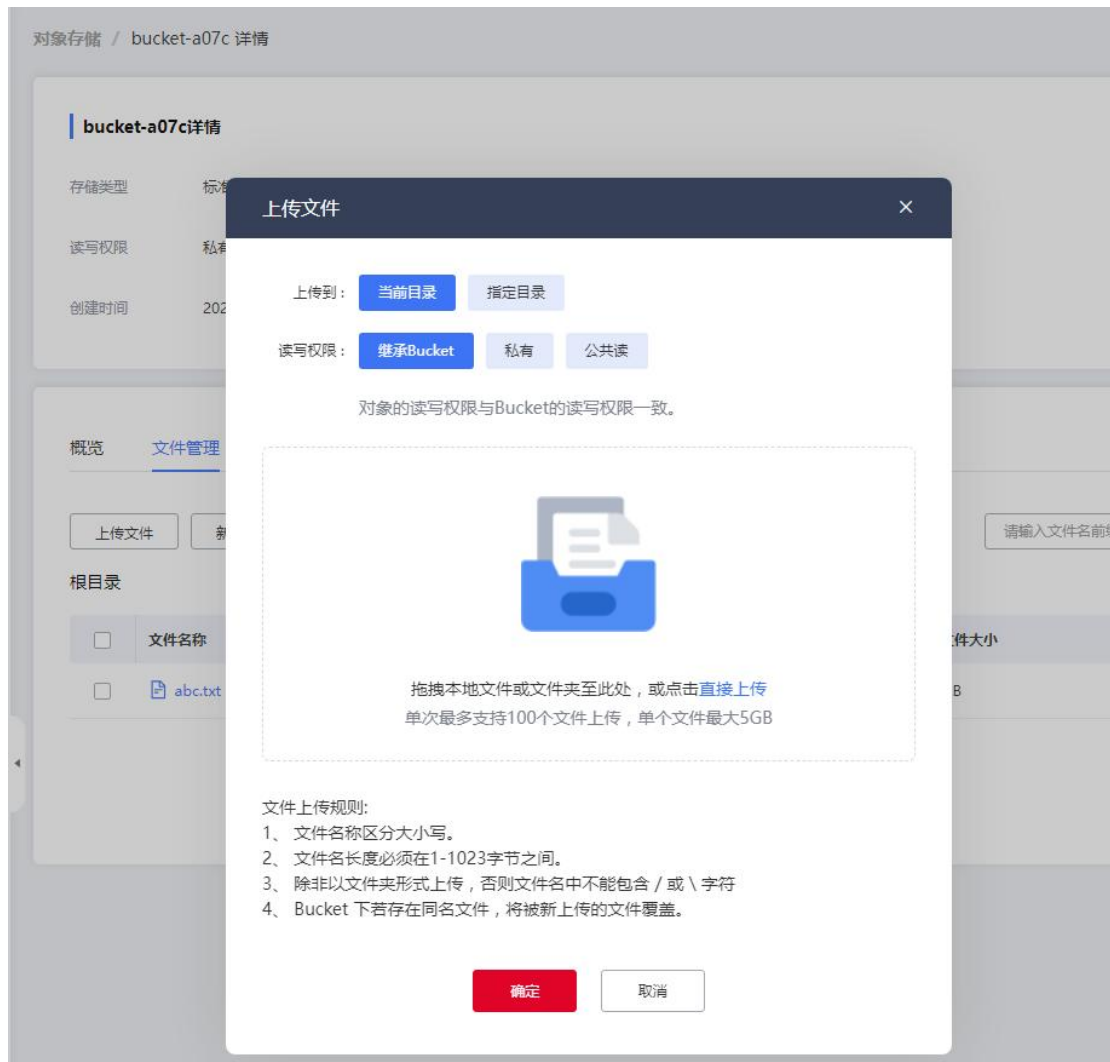 对象存储 / bucket-a07c 详情
bucket-a07c详情
存储类型 标准
读写权限 私有
创建时间 202
上传文件
上传到： 当前目录 指定目录
读写权限： 继承Bucket 私有 公共读
对象的读写权限与Bucket的读写权限一致。
概览 文件管理
上传文件 新
请输入文件名前
根目录
文件名称 件大小
abc.txt B
拖拽本地文件或文件夹至此处，或点击直接上传
单次最多支持100个文件上传，单个文件最大5GB
文件上传规则:
1、 文件名称区分大小写。
2、 文件名长度必须在1-1023字节之间。
3、 除非以文件夹形式上传，否则文件名中不能包含 / 或 \ 字符
4、 Bucket 下若存在同名文件，将被新上传的文件覆盖。
确定 取消